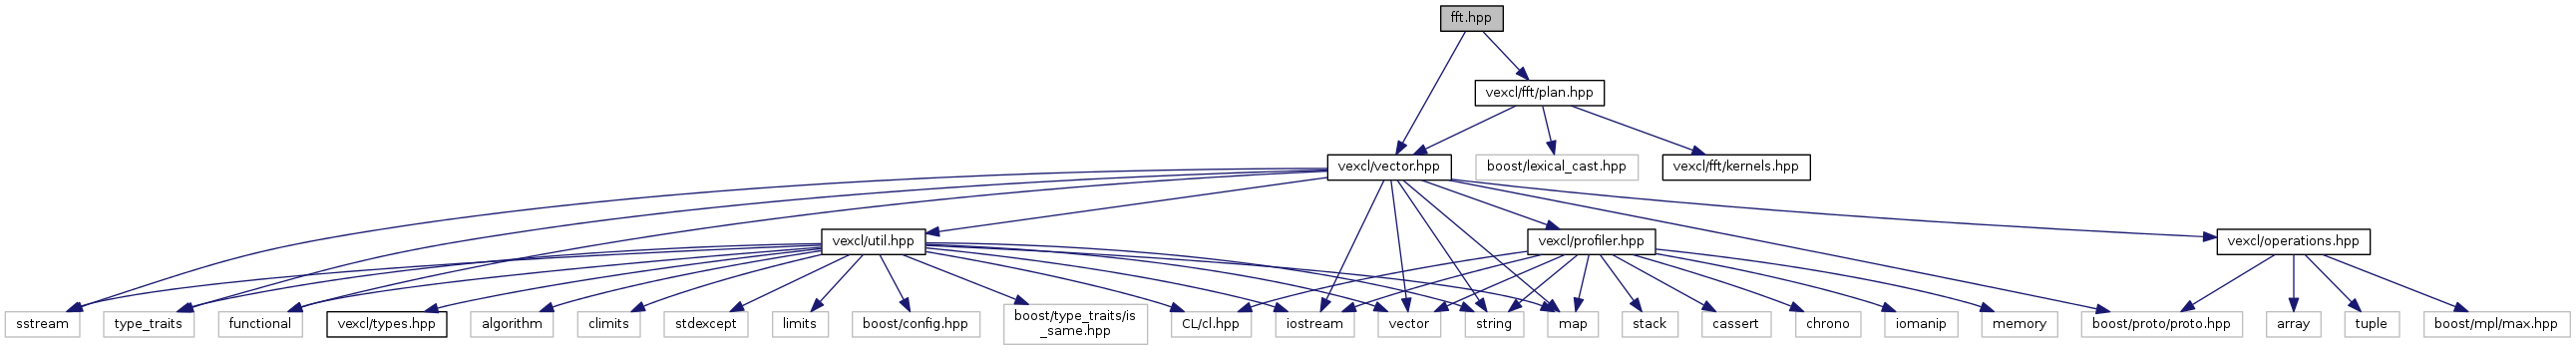 fft.hpp
vexcl/fft/plan.hpp
vexcl/vector.hpp
boost/lexical_cast.hpp
vexcl/fft/kernels.hpp
vexcl/util.hpp
vexcl/profiler.hpp
vexcl/operations.hpp
sstream
type_traits
functional
vexcl/types.hpp
algorithm
climits
stdexcept
limits
boost/config.hpp
boost/type_traits/is
_same.hpp
CL/cl.hpp
iostream
vector
string
map
stack
cassert
chrono
iomanip
memory
boost/proto/proto.hpp
array
tuple
boost/mpl/max.hpp